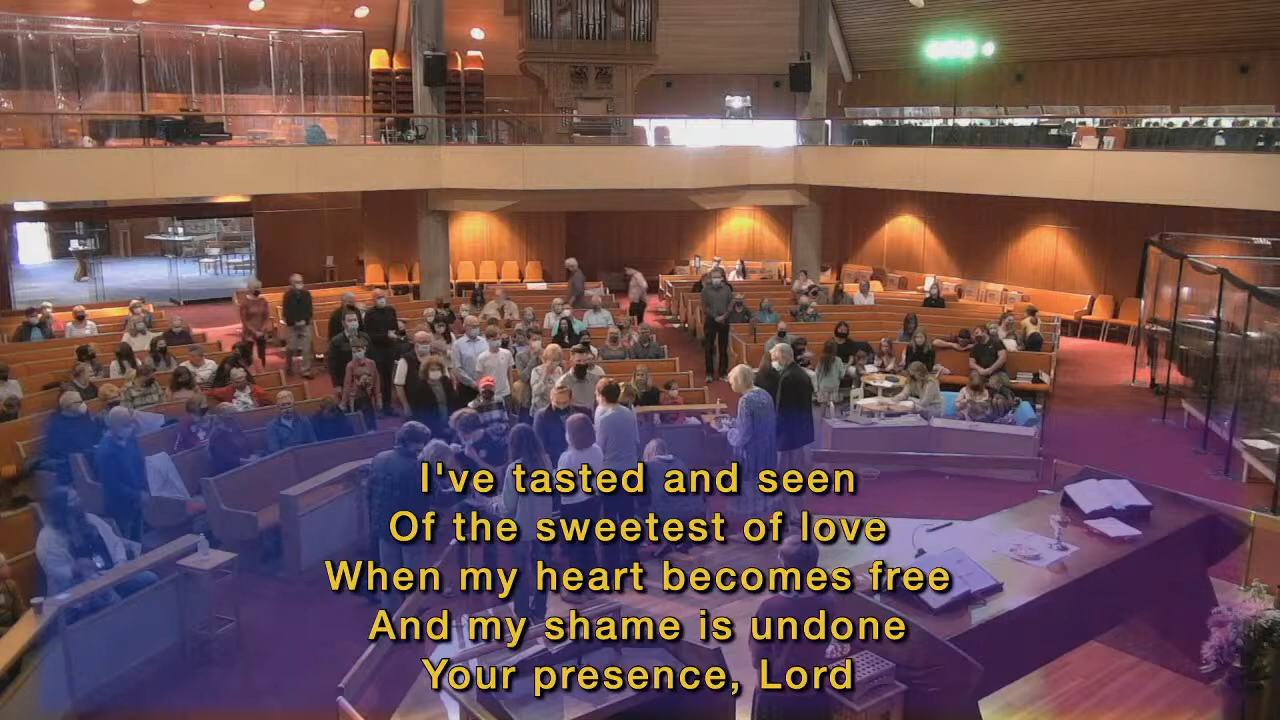 I've tasted and seen
Of the sweetest of love
When my heart becomes free
And my shame is undone
Your presence, Lord